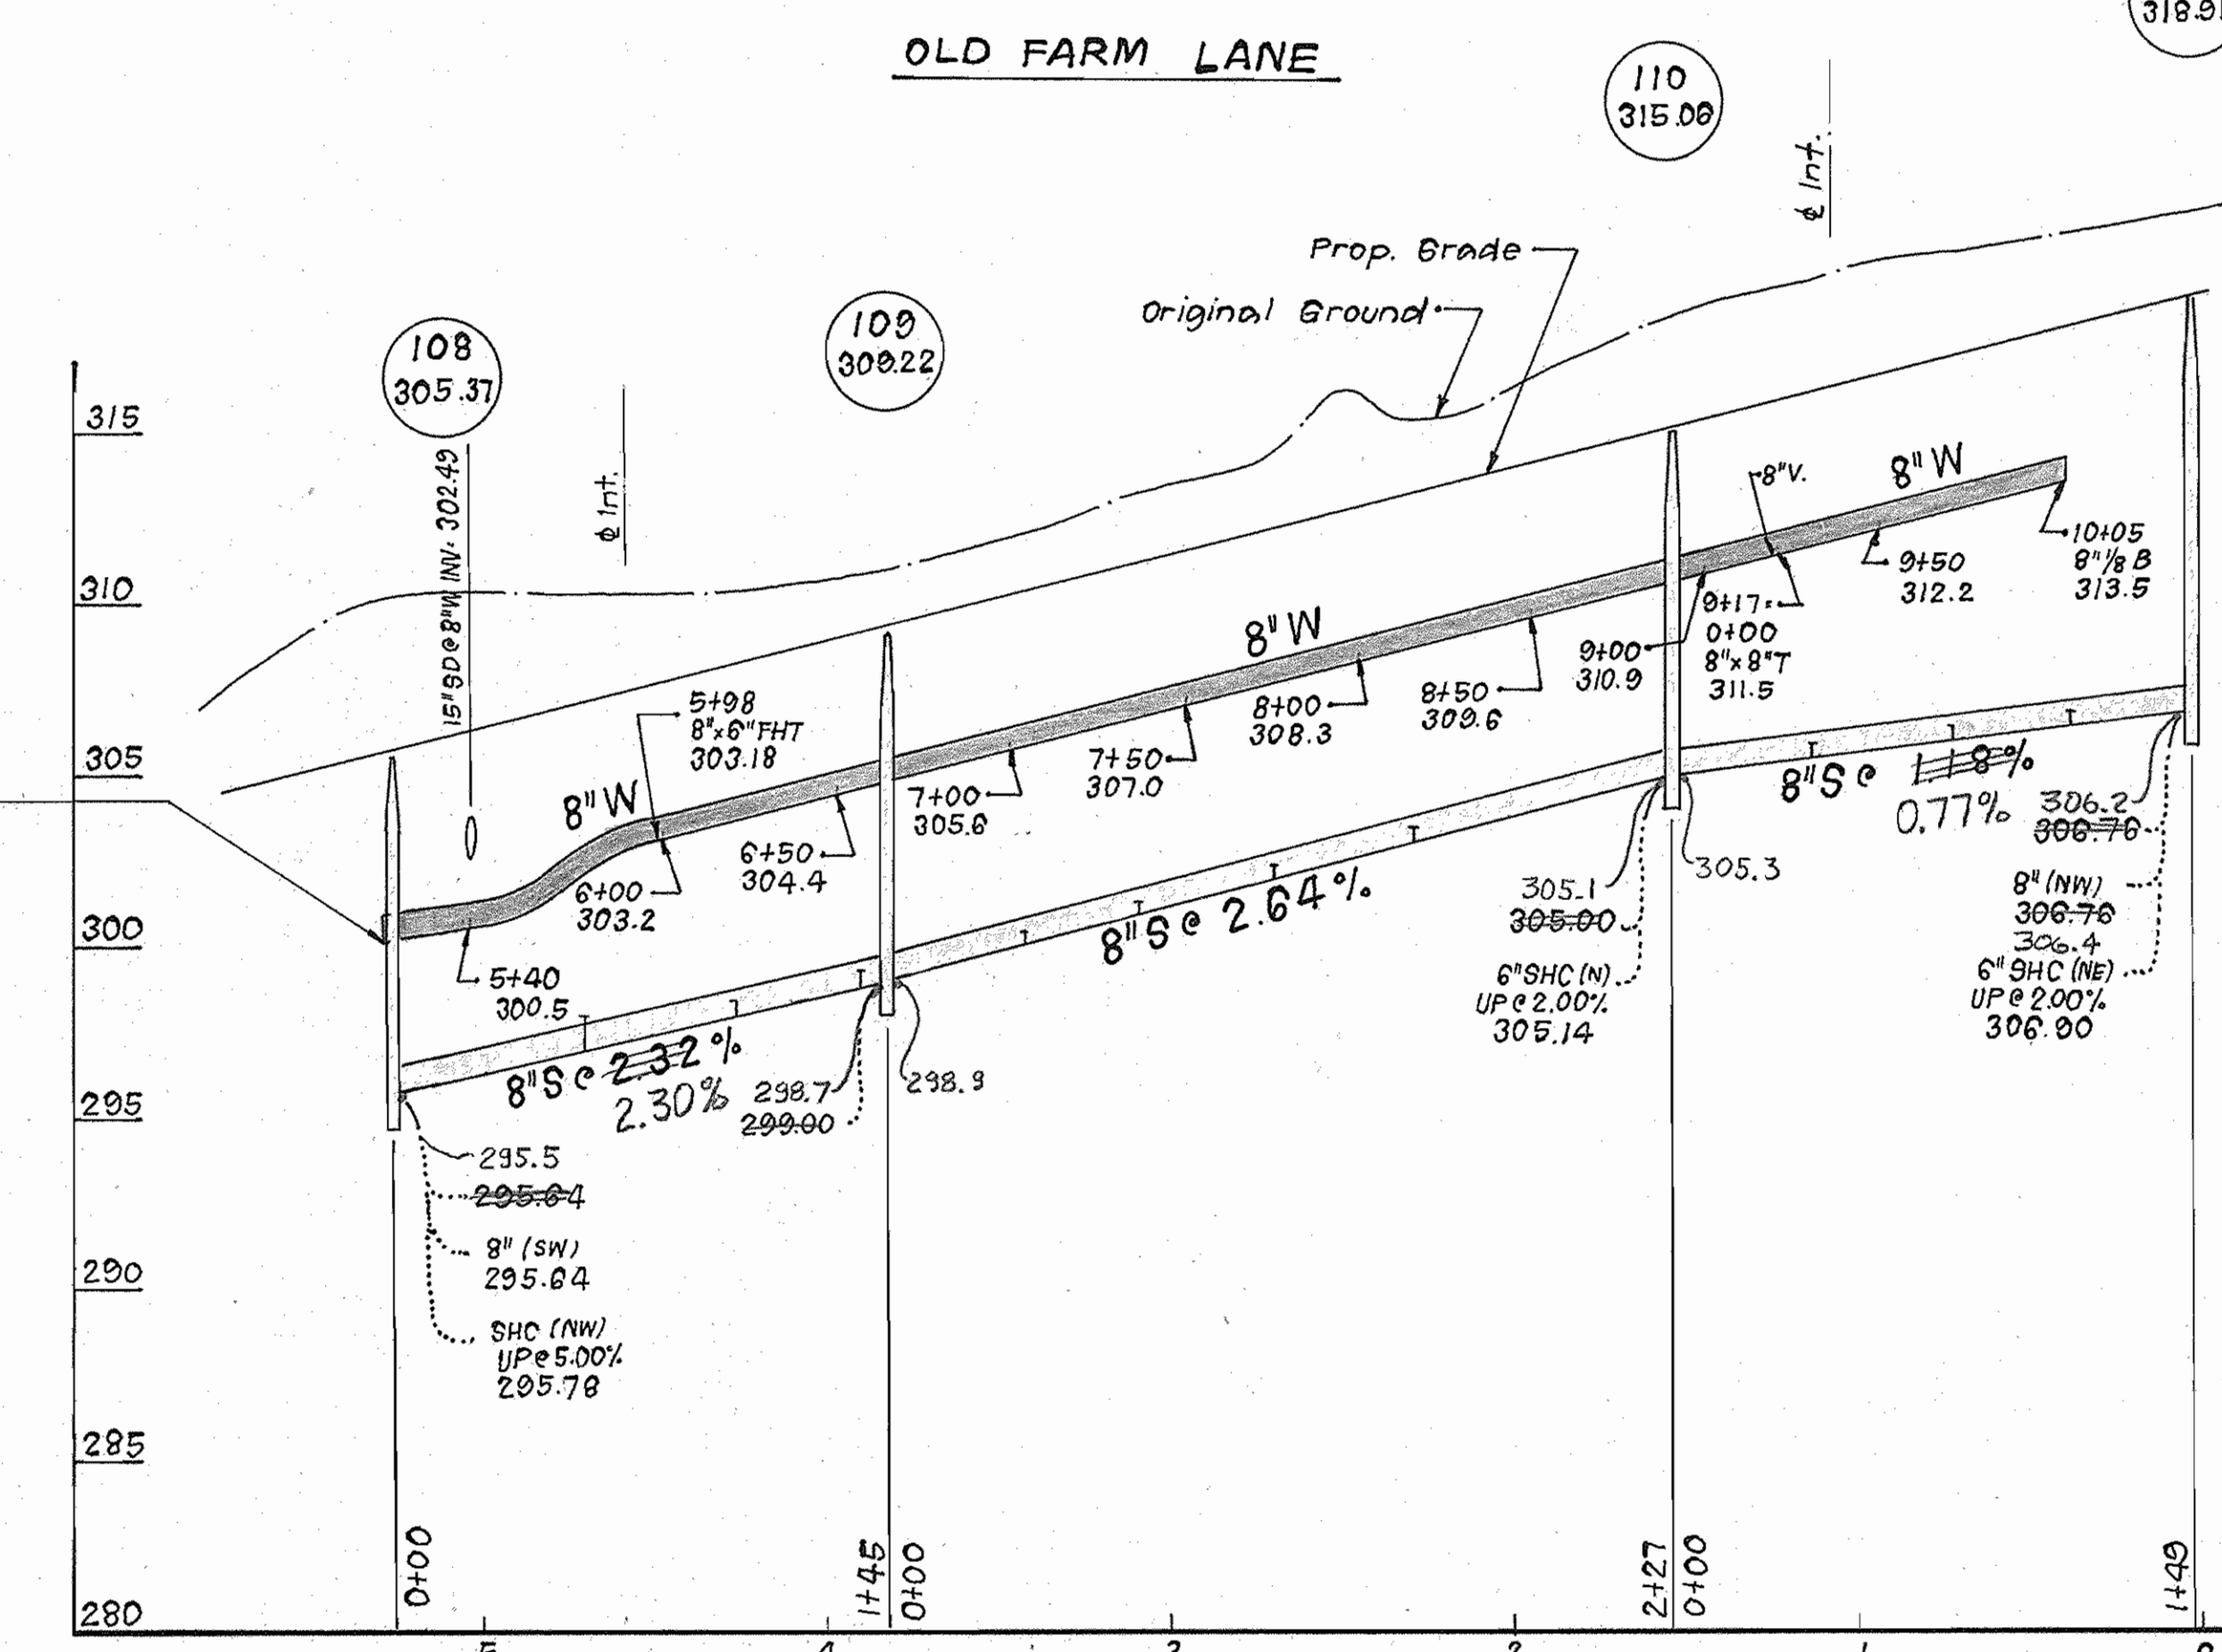 OLD FARM LANE
318.9
110
315.06
₵ Int.
Prop. Grade
Original Ground
108
305.37
109
309.22
15" SD@8"W INV. 302.49
₵ Int.
315
310
305
300
295
290
285
280
8" W
5+98
8"x6" FHT
303.18
5+40
300.5
6+00
303.2
6+50
304.4
7+00
305.6
7+50
307.0
8" W
8+00
308.3
8+50
309.6
9+00
310.9
8"V.
8" W
9+17=
0+00
8"x8"T
311.5
9+50
312.2
10+05
8" 1/8 B
313.5
8"S @ 2.32%
2.30%
298.7
299.00
298.9
8"S @ 2.64%
305.1
305.00
305.3
6" SHC (N)
UP @ 2.00%
305.14
8"S @ 1.18%
0.77%
306.2
306.76
8" (NW)
306.76
306.4
6" SHC (NE)
UP @ 2.00%
306.90
295.5
295.64
8" (SW)
295.64
SHC (NW)
UP @ 5.00%
295.78
0+00
1+45
0+00
2+27
0+00
1+49